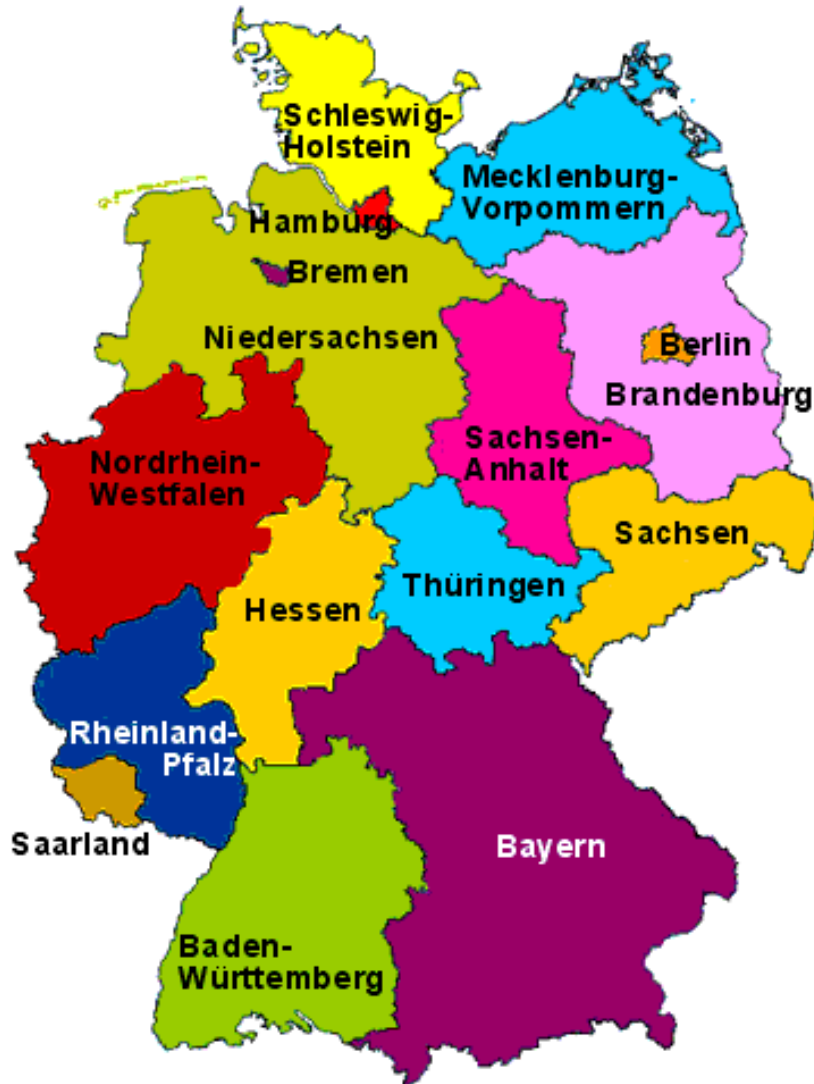 Schleswig-
Holstein
Mecklenburg-
Vorpommern
Hamburg
Bremen
Niedersachsen
Berlin
Brandenburg
Sachsen-
Anhalt
Nordrhein-
Westfalen
Sachsen
Thüringen
Hessen
Rheinland-
Pfalz
Saarland
Bayern
Baden-
Württemberg